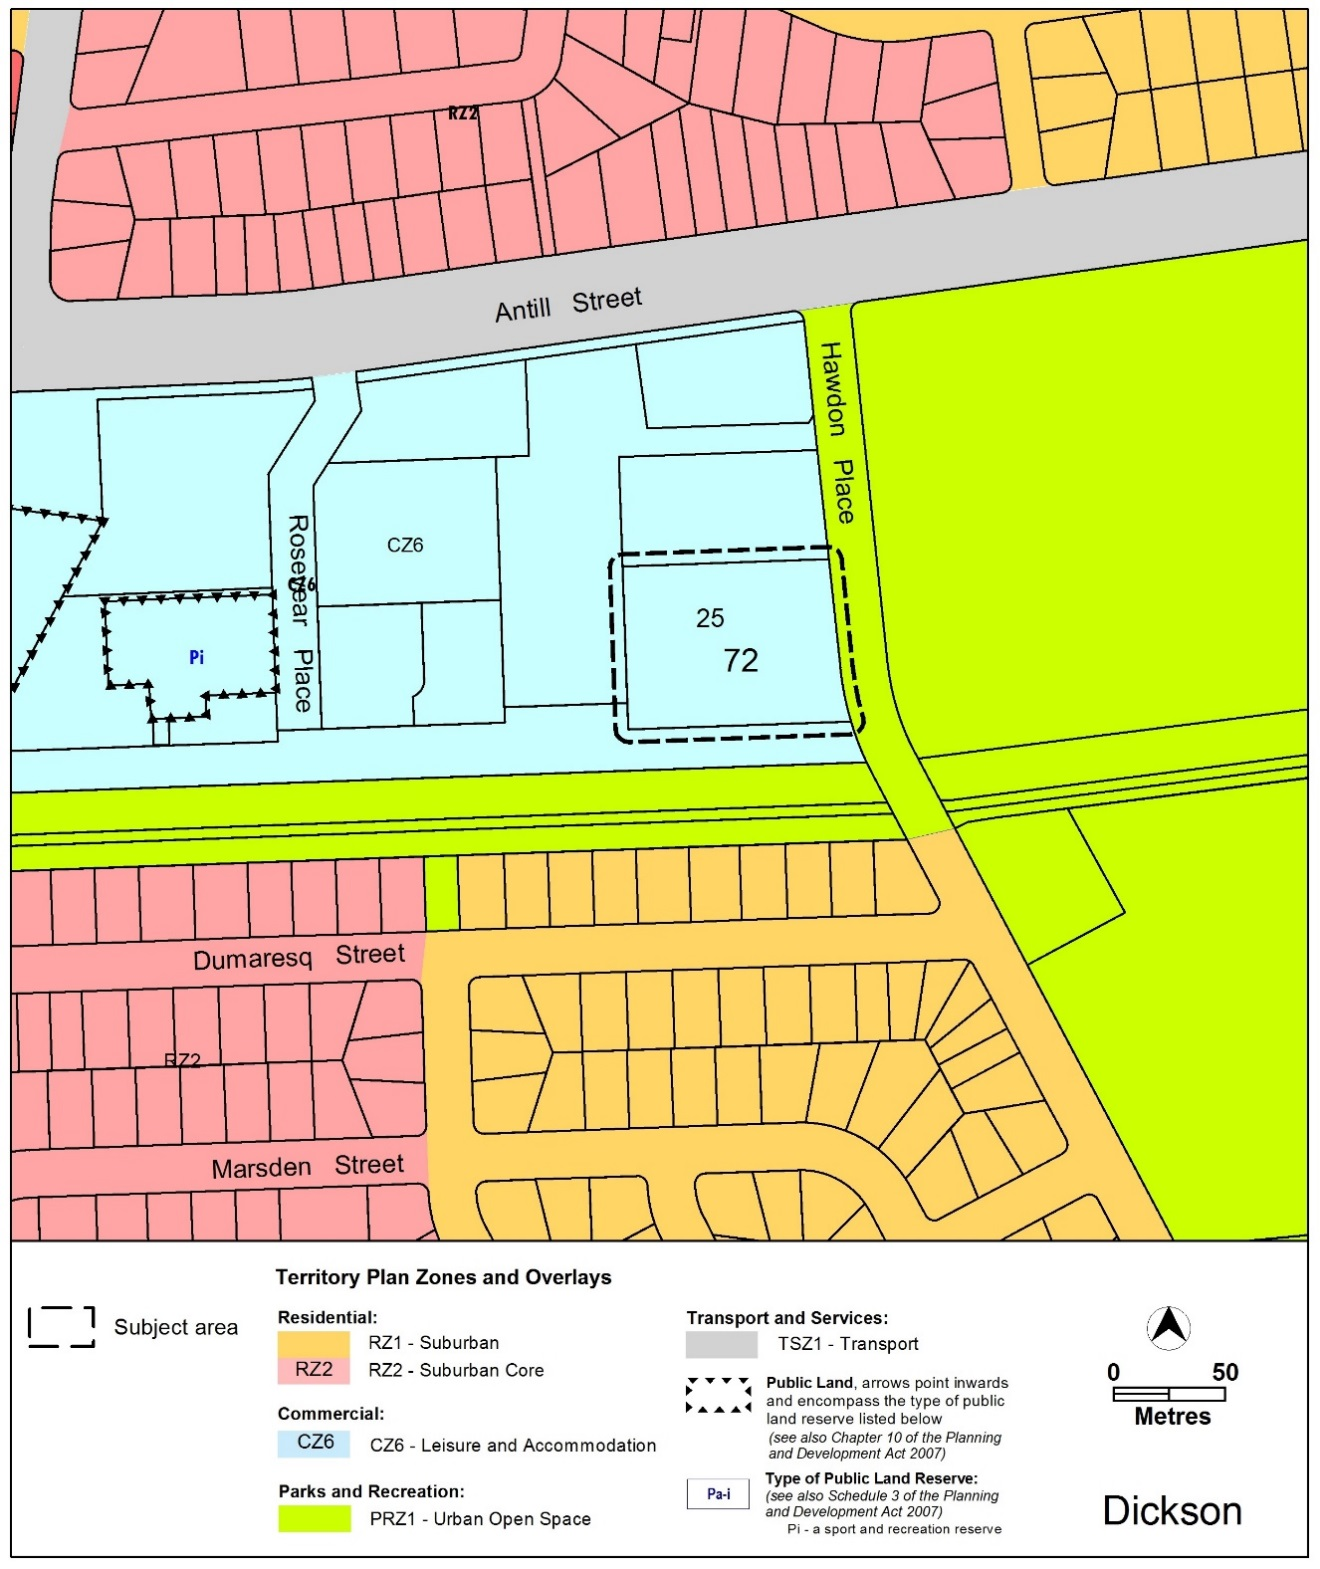 RZ2
Antill Street
Hawdon Place
Rosevear Place
CZ6
CZ6
25
72
Pi
Dumaresq Street
RZ2
Marsden Street
Territory Plan Zones and Overlays
Subject area
Residential:
RZ1 - Suburban
RZ2
RZ2 - Suburban Core
Commercial:
CZ6
CZ6 - Leisure and Accommodation
Parks and Recreation:
PRZ1 - Urban Open Space
Transport and Services:
TSZ1 - Transport
Public Land, arrows point inwards
and encompass the type of public
land reserve listed below
(see also Chapter 10 of the Planning
and Development Act 2007)
Pa-i
Type of Public Land Reserve:
(see also Schedule 3 of the Planning
and Development Act 2007)
Pi - a sport and recreation reserve
0 50
Metres
Dickson